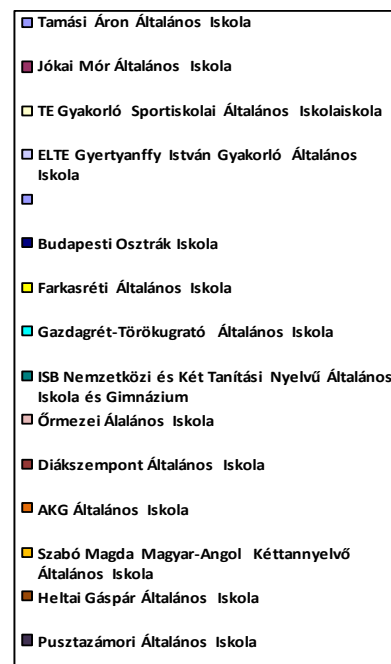 Tamási Áron Általános Iskola
Jókai Mór Általános Iskola
TE Gyakorló Sportiskolai Általános Iskolaiskola
ELTE Gyertyanffy István Gyakorló Általános
Iskola
Budapesti Osztrák Iskola
Farkasréti Általános Iskola
Gazdagrét-Törökugrató Általános Iskola
ISB Nemzetközi és Két Tanítási Nyelvű Általános
Iskola és Gimnázium
Őrmezei Álalános Iskola
Diákszempont Általános Iskola
AKG Általános Iskola
Szabó Magda Magyar-Angol Kéttannyelvő
Általános Iskola
Heltai Gáspár Általános Iskola
Pusztazámori Általános Iskola